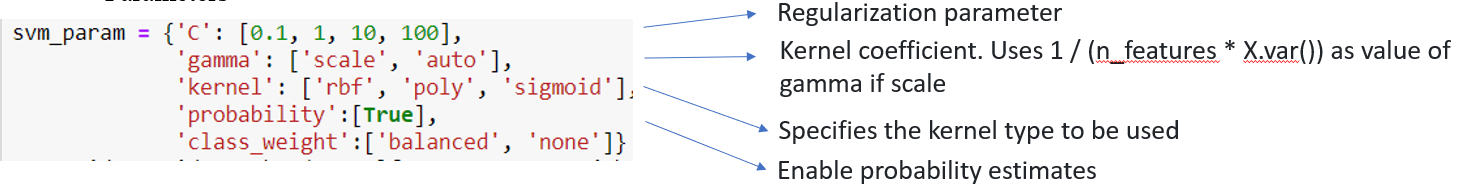 svm_param = {'C': [0.1, 1, 10, 100],
'gamma': ['scale', 'auto'],
'kernel': ['rbf', 'poly', 'sigmoid'],
'probability':[True],
'class_weight':['balanced', 'none']}
Regularization parameter
Kernel coefficient. Uses 1 / (n_features * X.var()) as value of
gamma if scale
Specifies the kernel type to be used
Enable probability estimates